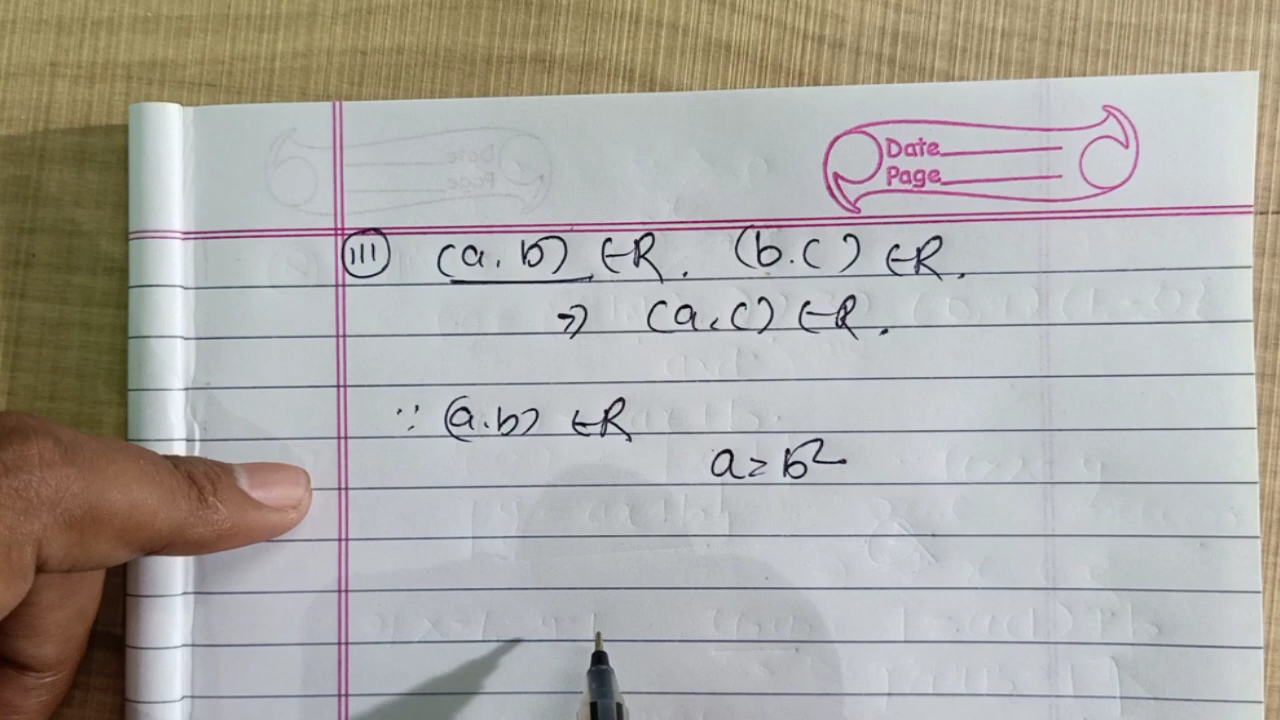 Date
Page
(III) (a, b) ∈ R, (b, c) ∈ R,
⇒ (a, c) ∈ R.
∵ (a, b) ∈ R
a = b²